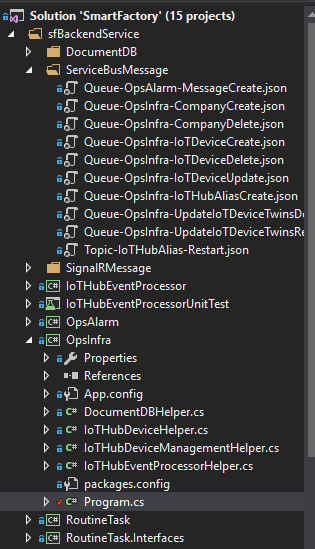 Solution 'SmartFactory' (15 projects)
sfBackendService
DocumentDB
ServiceBusMessage
Queue-OpsAlarm-MessageCreate.json
Queue-OpsInfra-CompanyCreate.json
Queue-OpsInfra-CompanyDelete.json
Queue-OpsInfra-IoTDeviceCreate.json
Queue-OpsInfra-IoTDeviceDelete.json
Queue-OpsInfra-IoTDeviceUpdate.json
Queue-OpsInfra-IoTHubAliasCreate.json
Queue-OpsInfra-UpdateIoTDeviceTwinsDe
Queue-OpsInfra-UpdateIoTDeviceTwinsRe
Topic-IoTHubAlias-Restart.json
SignalRMessage
C# IoTHubEventProcessor
IoTHubEventProcessorUnitTest
C# OpsAlarm
C# OpsInfra
Properties
References
App.config
C# DocumentDBHelper.cs
C# IoTHubDeviceHelper.cs
C# IoTHubDeviceManagementHelper.cs
C# IoTHubEventProcessorHelper.cs
packages.config
C# Program.cs
C# RoutineTask
C# RoutineTask.Interfaces